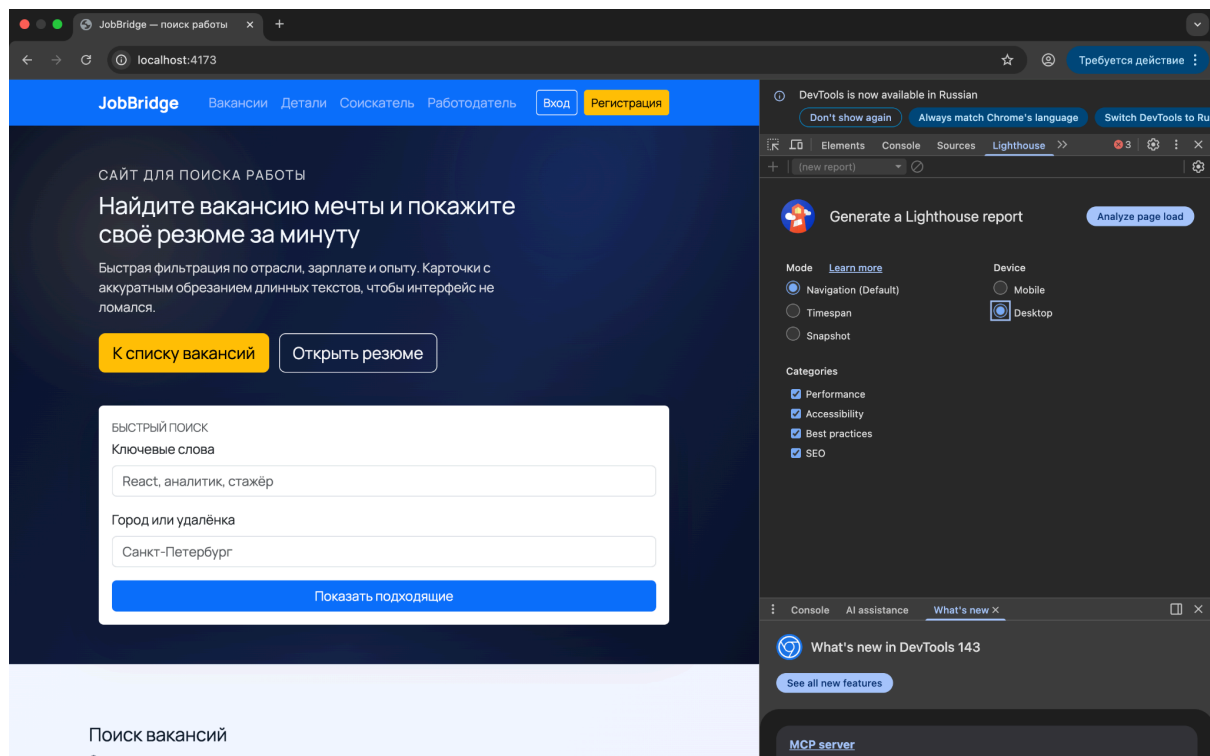 JobBridge — поиск работы
localhost:4173
Требуется действие
JobBridge
Вакансии Детали Соискатель Работодатель Вход Регистрация
САЙТ ДЛЯ ПОИСКА РАБОТЫ
Найдите вакансию мечты и покажите
своё резюме за минуту
Быстрая фильтрация по отрасли, зарплате и опыту. Карточки с
аккуратным обрезанием длинных текстов, чтобы интерфейс не
ломался.
К списку вакансий Открыть резюме
БЫСТРЫЙ ПОИСК
Ключевые слова
React, аналитик, стажёр
Город или удалёнка
Санкт-Петербург
Показать подходящие
Поиск вакансий
DevTools is now available in Russian
Don't show again Always match Chrome's language Switch DevTools to Ru
Elements Console Sources Lighthouse 3
(new report)
Generate a Lighthouse report Analyze page load
Mode Learn more Device
Navigation (Default) Mobile
Timespan Desktop
Snapshot
Categories
Performance
Accessibility
Best practices
SEO
Console AI assistance What's new
What's new in DevTools 143
See all new features
MCP server